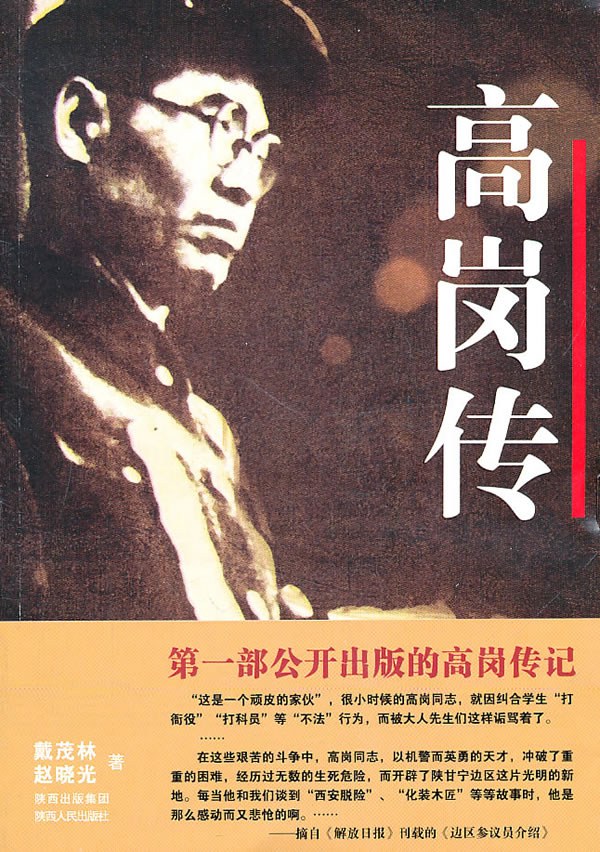 高岗传
第一部公开出版的高岗传记
“这是一个顽皮的家伙”，很小时候的高岗同志，就因纠合学生“打
衙役”“打科员”等“不法”行为，而被大人先生们这样诟骂着了。
……
在这些艰苦的斗争中，高岗同志，以机警而英勇的天才，冲破了重
重的困难，经历过无数的生死危险，而开辟了陕甘宁边区这片光明的新
地。每当他和我们谈到“西安脱险”、“化装木匠”等等故事时，他是
那么感动而又悲怆的啊。……
——摘自《解放日报》刊载的《边区参议员介绍》
戴茂林
赵晓光
著
陕西出版集团
陕西人民出版社